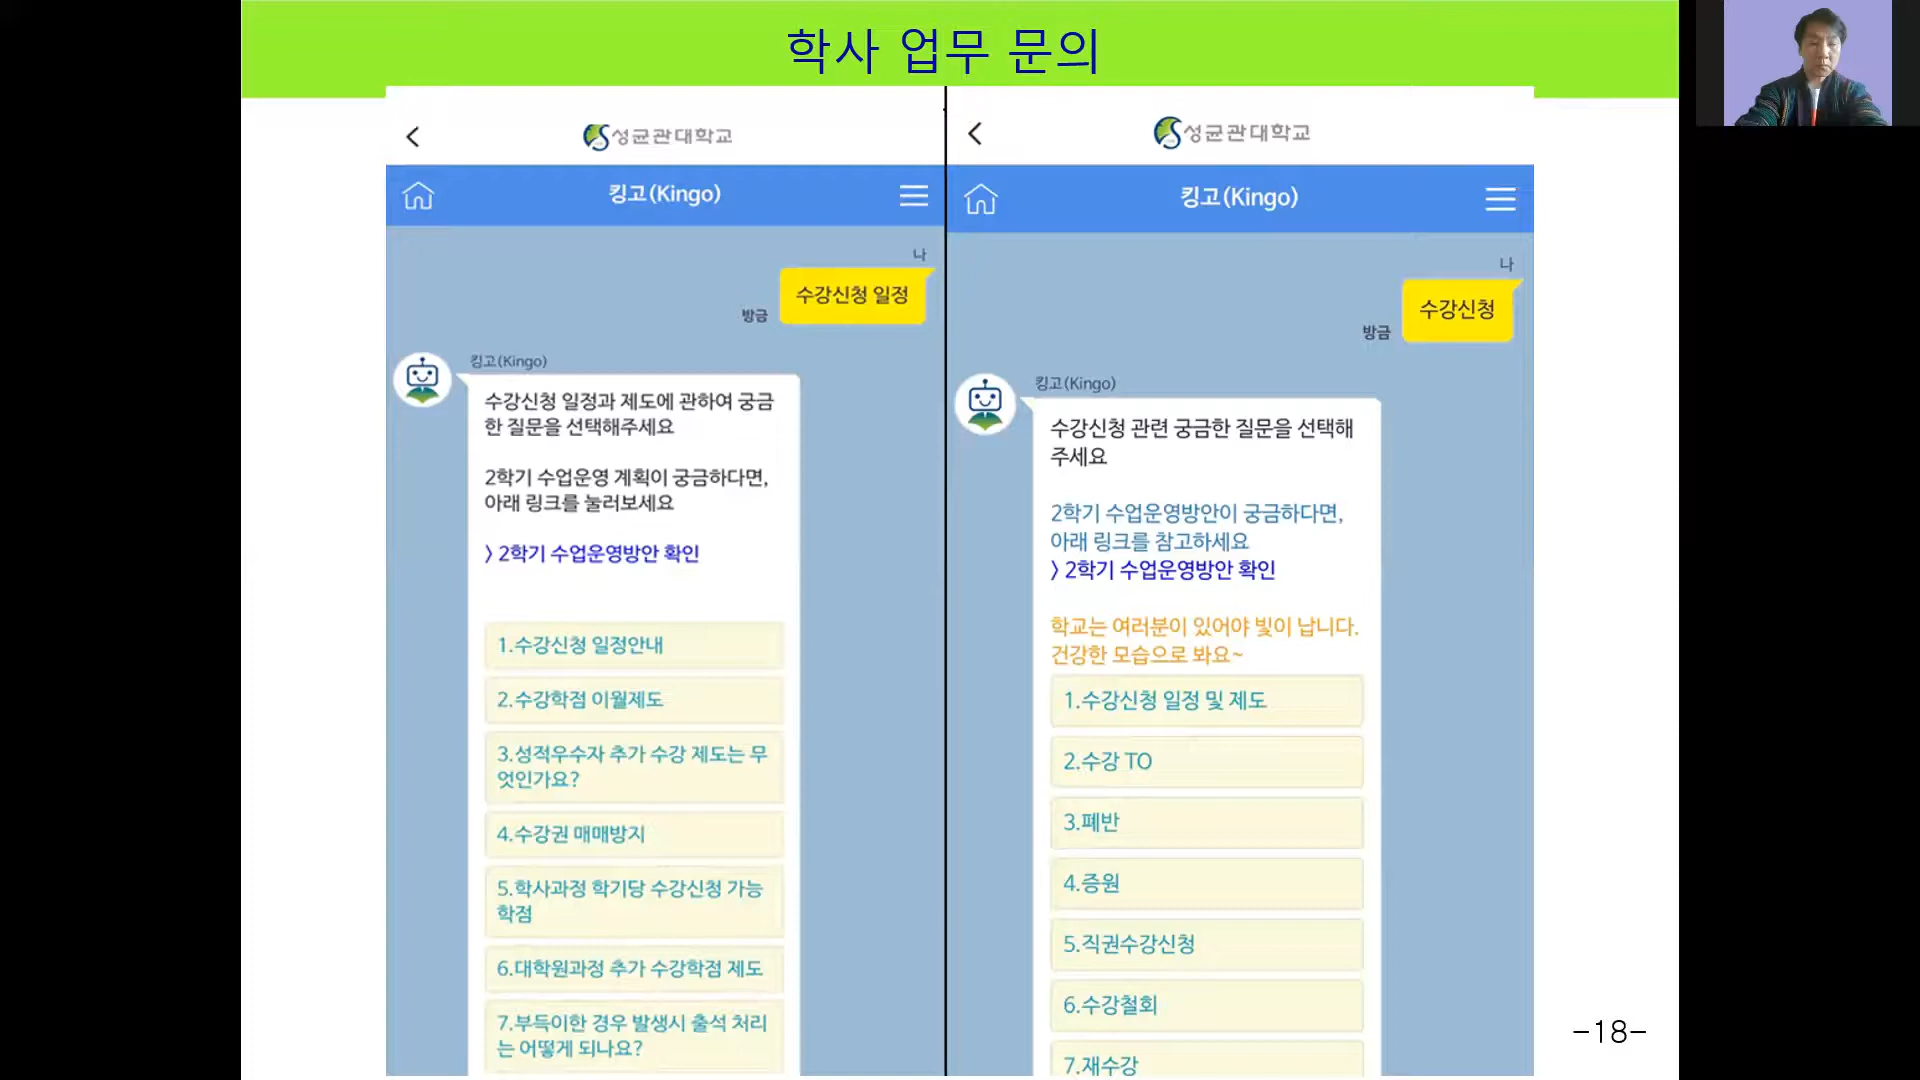 학사 업무 문의
성균관대학교
킹고(Kingo)
나
수강신청 일정
방금
킹고(Kingo)
수강신청 일정과 제도에 관하여 궁금
한 질문을 선택해주세요
2학기 수업운영 계획이 궁금하다면,
아래 링크를 눌러보세요
> 2학기 수업운영방안 확인
1.수강신청 일정안내
2.수강학점 이월제도
3.성적우수자 추가 수강 제도는 무
엇인가요?
4.수강권 매매방지
5.학사과정 학기당 수강신청 가능
학점
6.대학원과정 추가 수강학점 제도
7.부득이한 경우 발생시 출석 처리
는 어떻게 되나요?
성균관대학교
킹고(Kingo)
나
수강신청
방금
킹고(Kingo)
수강신청 관련 궁금한 질문을 선택해
주세요
2학기 수업운영방안이 궁금하다면,
아래 링크를 참고하세요
> 2학기 수업운영방안 확인
학교는 여러분이 있어야 빛이 납니다.
건강한 모습으로 봐요~
1.수강신청 일정 및 제도
2.수강 TO
3.폐반
4.증원
5.직권수강신청
6.수강철회
7.재수강
-18-